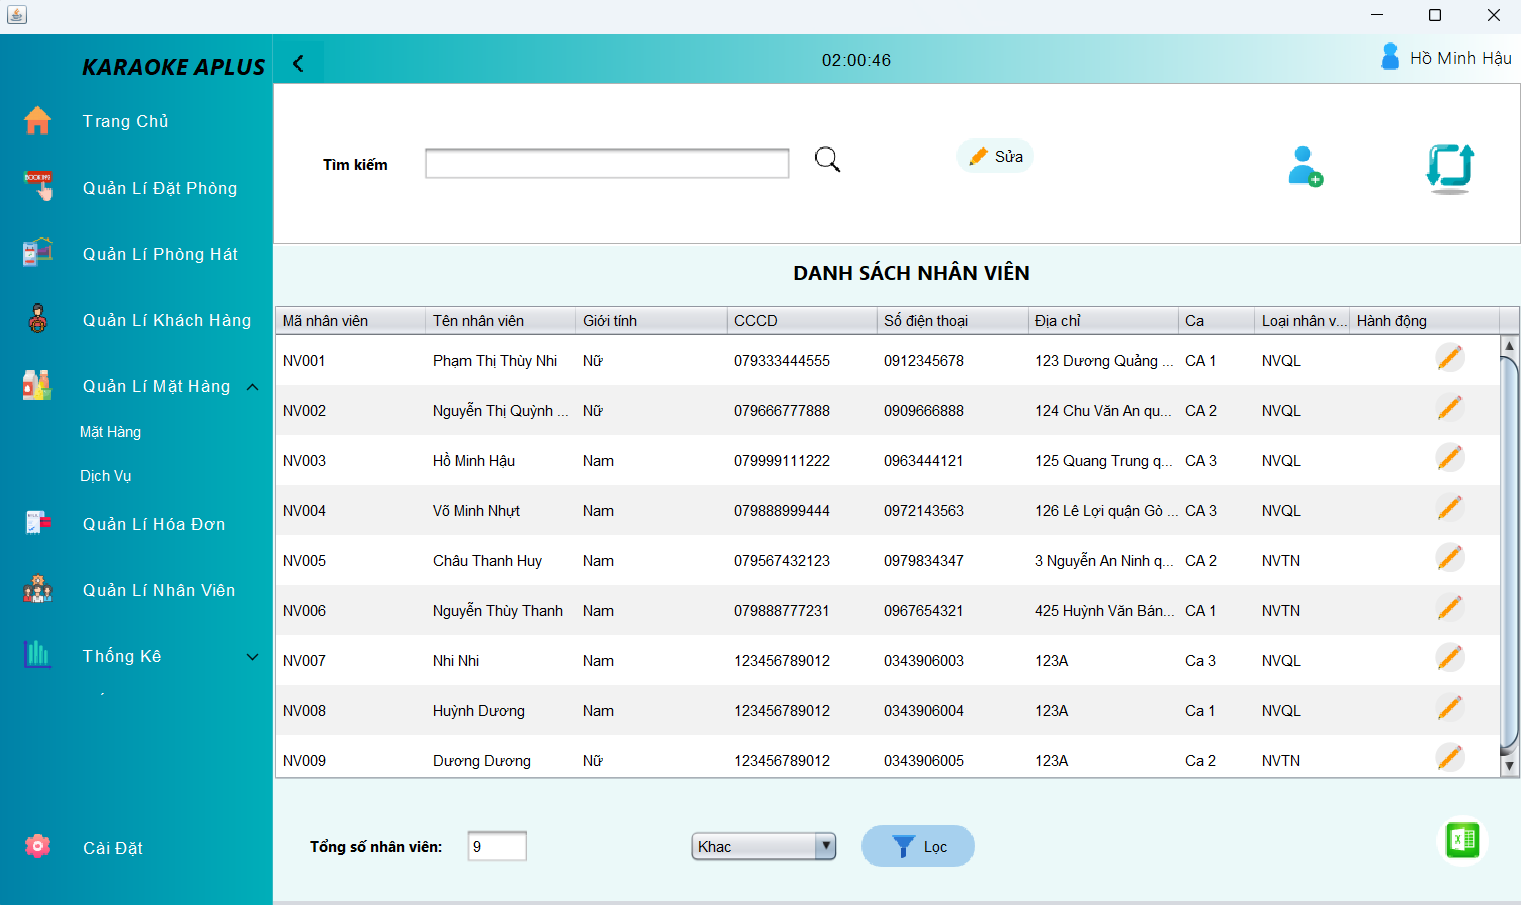 KARAOKE APLUS
02:00:46
Hồ Minh Hậu
Trang Chủ
BOOKING
Quản Lí Đặt Phòng
Quản Lí Phòng Hát
Quản Lí Khách Hàng
Quản Lí Mặt Hàng
Mặt Hàng
Dịch Vụ
Quản Lí Hóa Đơn
Quản Lí Nhân Viên
Thống Kê
Cài Đặt
Tìm kiếm
Sửa
DANH SÁCH NHÂN VIÊN
Mã nhân viên Tên nhân viên Giới tính CCCD Số điện thoại Địa chỉ Ca Loại nhân v... Hành động
NV001 Phạm Thị Thùy Nhi Nữ 079333444555 0912345678 123 Dương Quảng ... CA 1 NVQL
NV002 Nguyễn Thị Quỳnh ... Nữ 079666777888 0909666888 124 Chu Văn An qu... CA 2 NVQL
NV003 Hồ Minh Hậu Nam 079999111222 0963444121 125 Quang Trung q... CA 3 NVQL
NV004 Võ Minh Nhựt Nam 079888999444 0972143563 126 Lê Lợi quận Gò ... CA 3 NVQL
NV005 Châu Thanh Huy Nam 079567432123 0979834347 3 Nguyễn An Ninh q... CA 2 NVTN
NV006 Nguyễn Thùy Thanh Nam 079888777231 0967654321 425 Huỳnh Văn Bán... CA 1 NVTN
NV007 Nhi Nhi Nam 123456789012 0343906003 123A Ca 3 NVQL
NV008 Huỳnh Dương Nam 123456789012 0343906004 123A Ca 1 NVQL
NV009 Dương Dương Nữ 123456789012 0343906005 123A Ca 2 NVTN
Tổng số nhân viên: 9
Khac
Lọc